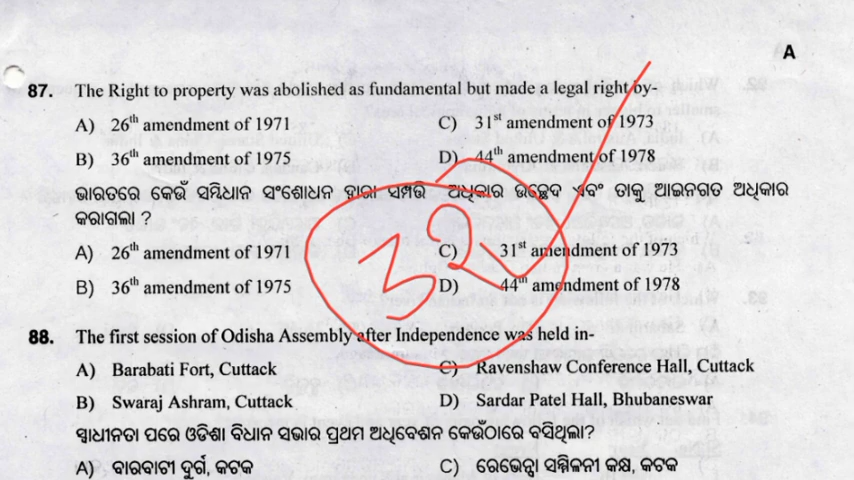 A
87. The Right to property was abolished as fundamental but made a legal right by-
A) 26th amendment of 1971 C) 31st amendment of 1973
B) 36th amendment of 1975 D) 44th amendment of 1978
ଭାରତରେ କେଉଁ ସମ୍ବିଧାନ ସଂଶୋଧନ ଦ୍ୱାରା ସମ୍ପତ୍ତି ଅଧିକାର ଉଚ୍ଛେଦ ଏବଂ ତାକୁ ଆଇନଗତ ଅଧିକାର
କରାଗଲା ?
A) 26th amendment of 1971 C) 31st amendment of 1973
B) 36th amendment of 1975 D) 44th amendment of 1978
32
88. The first session of Odisha Assembly after Independence was held in-
A) Barabati Fort, Cuttack C) Ravenshaw Conference Hall, Cuttack
B) Swaraj Ashram, Cuttack D) Sardar Patel Hall, Bhubaneswar
ସ୍ୱାଧୀନତା ପରେ ଓଡିଶା ବିଧାନ ସଭାର ପ୍ରଥମ ଅଧିବେଶନ କେଉଁଠାରେ ବସିଥିଲା?
A) ବାରବାଟୀ ଦୁର୍ଗ, କଟକ C) ରେଭେନ୍ସା ସମ୍ମିଳନୀ କକ୍ଷ, କଟକ